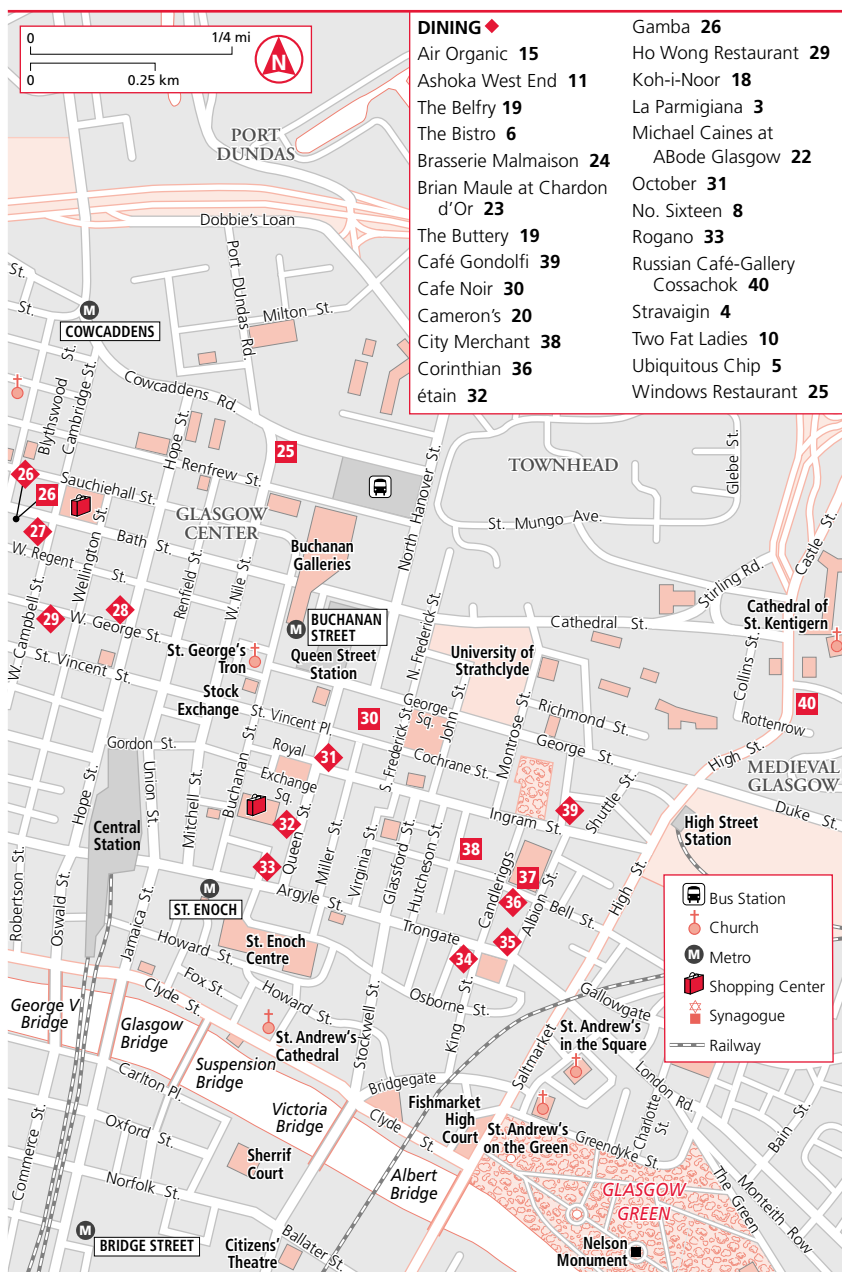 0 1/4 mi
0 0.25 km
N
DINING
Air Organic 15
Ashoka West End 11
The Belfry 19
The Bistro 6
Brasserie Malmaison 24
Brian Maule at Chardon
d'Or 23
The Buttery 19
Café Gondolfi 39
Cafe Noir 30
Cameron's 20
City Merchant 38
Corinthian 36
étain 32
Gamba 26
Ho Wong Restaurant 29
Koh-i-Noor 18
La Parmigiana 3
Michael Caines at
ABode Glasgow 22
October 31
No. Sixteen 8
Rogano 33
Russian Café-Gallery
Cossachok 40
Stravaigin 4
Two Fat Ladies 10
Ubiquitous Chip 5
Windows Restaurant 25
PORT
DUNDAS
Dobbie's Loan
Port DUndas Rd.
Milton St.
St.
St.
M
COWCADDENS
Cowcaddens Rd.
Blythswood St.
Cambridge St.
Hope St.
Renfrew St.
25
TOWNHEAD
Glebe St.
St. Mungo Ave.
North Hanover St.
Castle St.
26
26
Sauchiehall St.
GLASGOW
CENTER
27
Bath St.
Wellington St.
W. Regent St.
Renfield St.
W. Nile St.
Buchanan
Galleries
Stirling Rd.
Cathedral of
St. Kentigern
Cathedral St.
Collins St.
29
28
W. Campbell St.
W. George St.
M
BUCHANAN
STREET
Queen Street
Station
St. George's
Tron
N. Frederick St.
University of
Strathclyde
St. Vincent St.
Stock
Exchange
St. Vincent Pl.
30
George
Sq.
John St.
Montrose St.
Richmond St.
Rottenrow
40
George St.
High St.
MEDIEVAL
GLASGOW
Gordon St.
Royal
Exchange
Sq.
31
S. Frederick St.
Cochrane St.
Hope St.
Union St.
Mitchell St.
Buchanan St.
32
Queen St.
Ingram St.
39
Shuttle St.
Duke St.
High Street
Station
Central
Station
33
Miller St.
Virginia St.
Glassford St.
Hutcheson St.
38
Candleriggs
37
36
Albion St.
Bell St.
High St.
Robertson St.
Oswald St.
Jamaica St.
M
ST. ENOCH
Argyle St.
Trongate
35
34
Howard St.
St. Enoch
Centre
Fox St.
Howard St.
Osborne St.
King St.
Gallowgate
Clyde St.
George V
Bridge
Glasgow
Bridge
St. Andrew's
Cathedral
Stockwell St.
Saltmarket
St. Andrew's
in the Square
Suspension
Bridge
Bridgegate
London Rd.
Carlton Pl.
Victoria
Bridge
Clyde St.
Fishmarket
High
Court
St. Andrew's
on the Green
Charlotte St.
Bain St.
Commerce St.
Oxford St.
Sherrif
Court
Greendyke St.
Norfolk St.
Albert
Bridge
GLASGOW
GREEN
The Green
Monteith Row
M
BRIDGE STREET
Citizens'
Theatre
Ballater St.
Nelson
Monument
Bus Station
Church
M Metro
Shopping Center
Synagogue
Railway